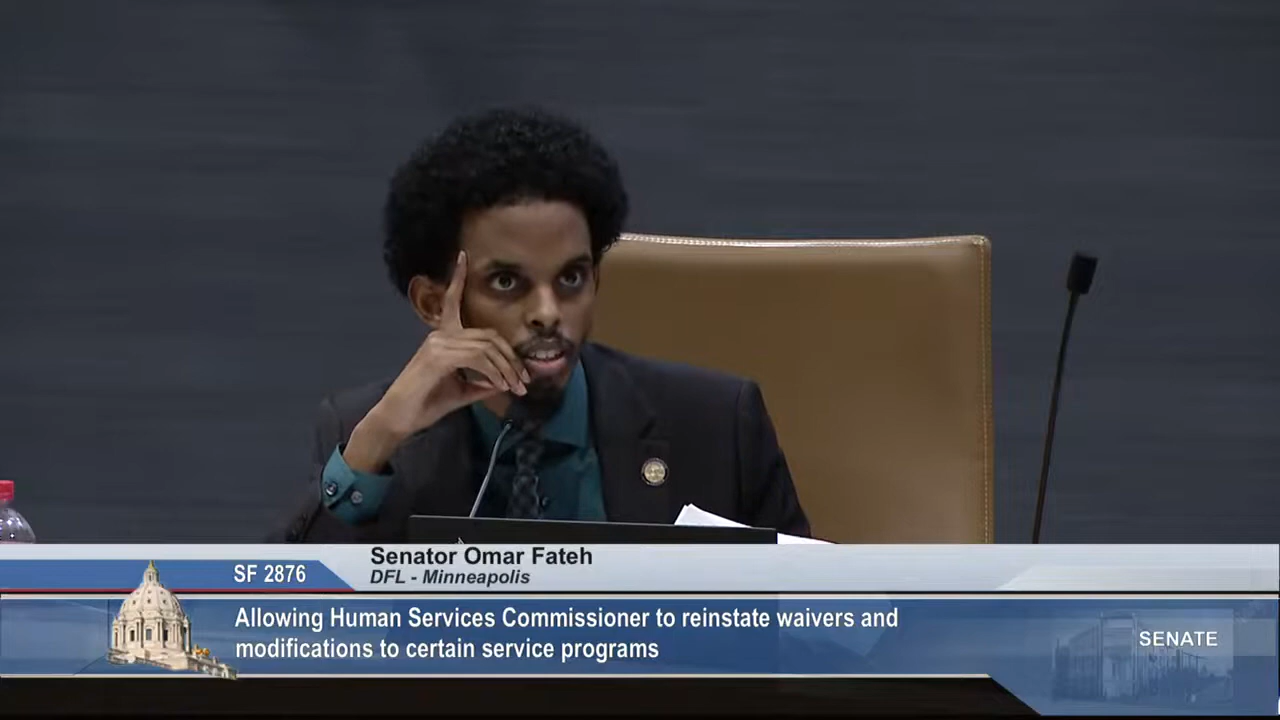 Senator Omar Fateh
DFL - Minneapolis
SF 2876
Allowing Human Services Commissioner to reinstate waivers and
modifications to certain service programs
SENATE